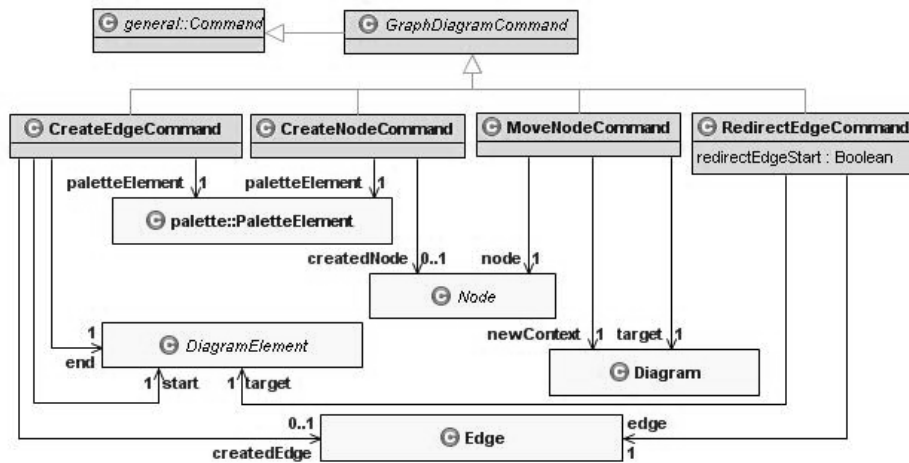 general::Command
GraphDiagramCommand
CreateEdgeCommand
CreateNodeCommand
MoveNodeCommand
RedirectEdgeCommand
redirectEdgeStart : Boolean
paletteElement 1
paletteElement 1
palette::PaletteElement
createdNode 0..1
node 1
Node
1
end
DiagramElement
newContext 1
target 1
Diagram
1 start
1 target
0..1
createdEdge
Edge
edge
1